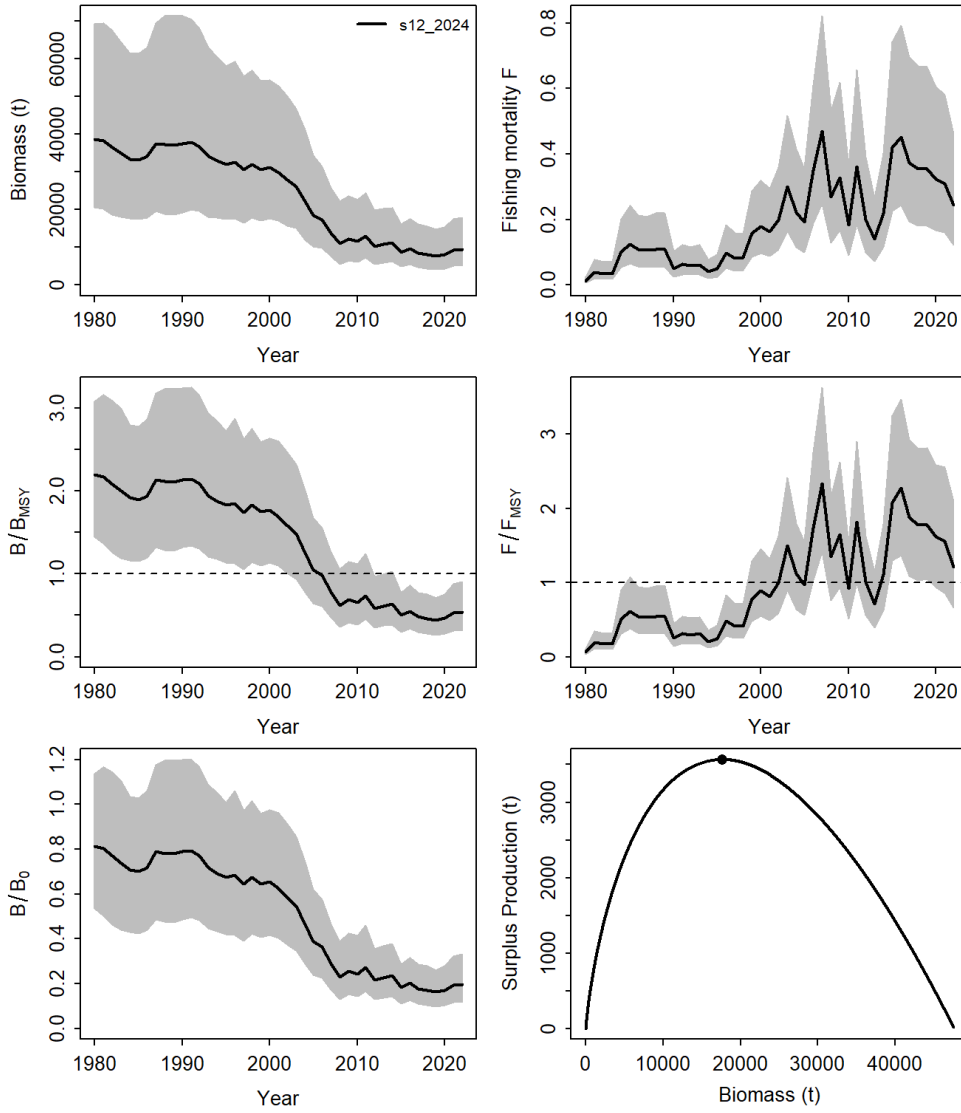 s12_2024
Biomass (t)
0 20000 40000 60000
1980 1990 2000 2010 2020
Year
Fishing mortality F
0.0 0.2 0.4 0.6 0.8
1980 1990 2000 2010 2020
Year
B/B_MSY
0.0 1.0 2.0 3.0
1980 1990 2000 2010 2020
Year
F/F_MSY
0 1 2 3
1980 1990 2000 2010 2020
Year
B/B_0
0.0 0.2 0.4 0.6 0.8 1.0 1.2
1980 1990 2000 2010 2020
Year
Surplus Production (t)
0 1000 2000 3000
0 10000 20000 30000 40000
Biomass (t)